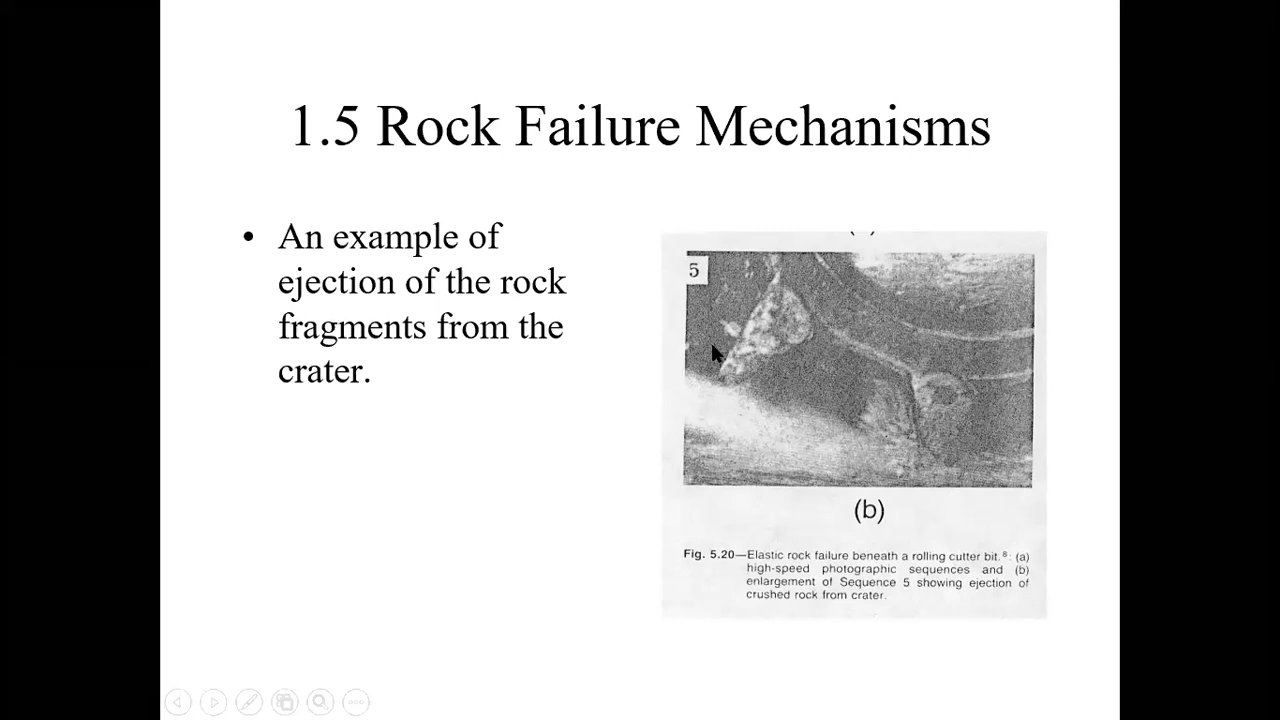 1.5 Rock Failure Mechanisms
• An example of
ejection of the rock
fragments from the
crater.
5
(b)
Fig. 5.20—Elastic rock failure beneath a rolling cutter bit.⁸: (a)
high-speed photographic sequences and (b)
enlargement of Sequence 5 showing ejection of
crushed rock from crater.